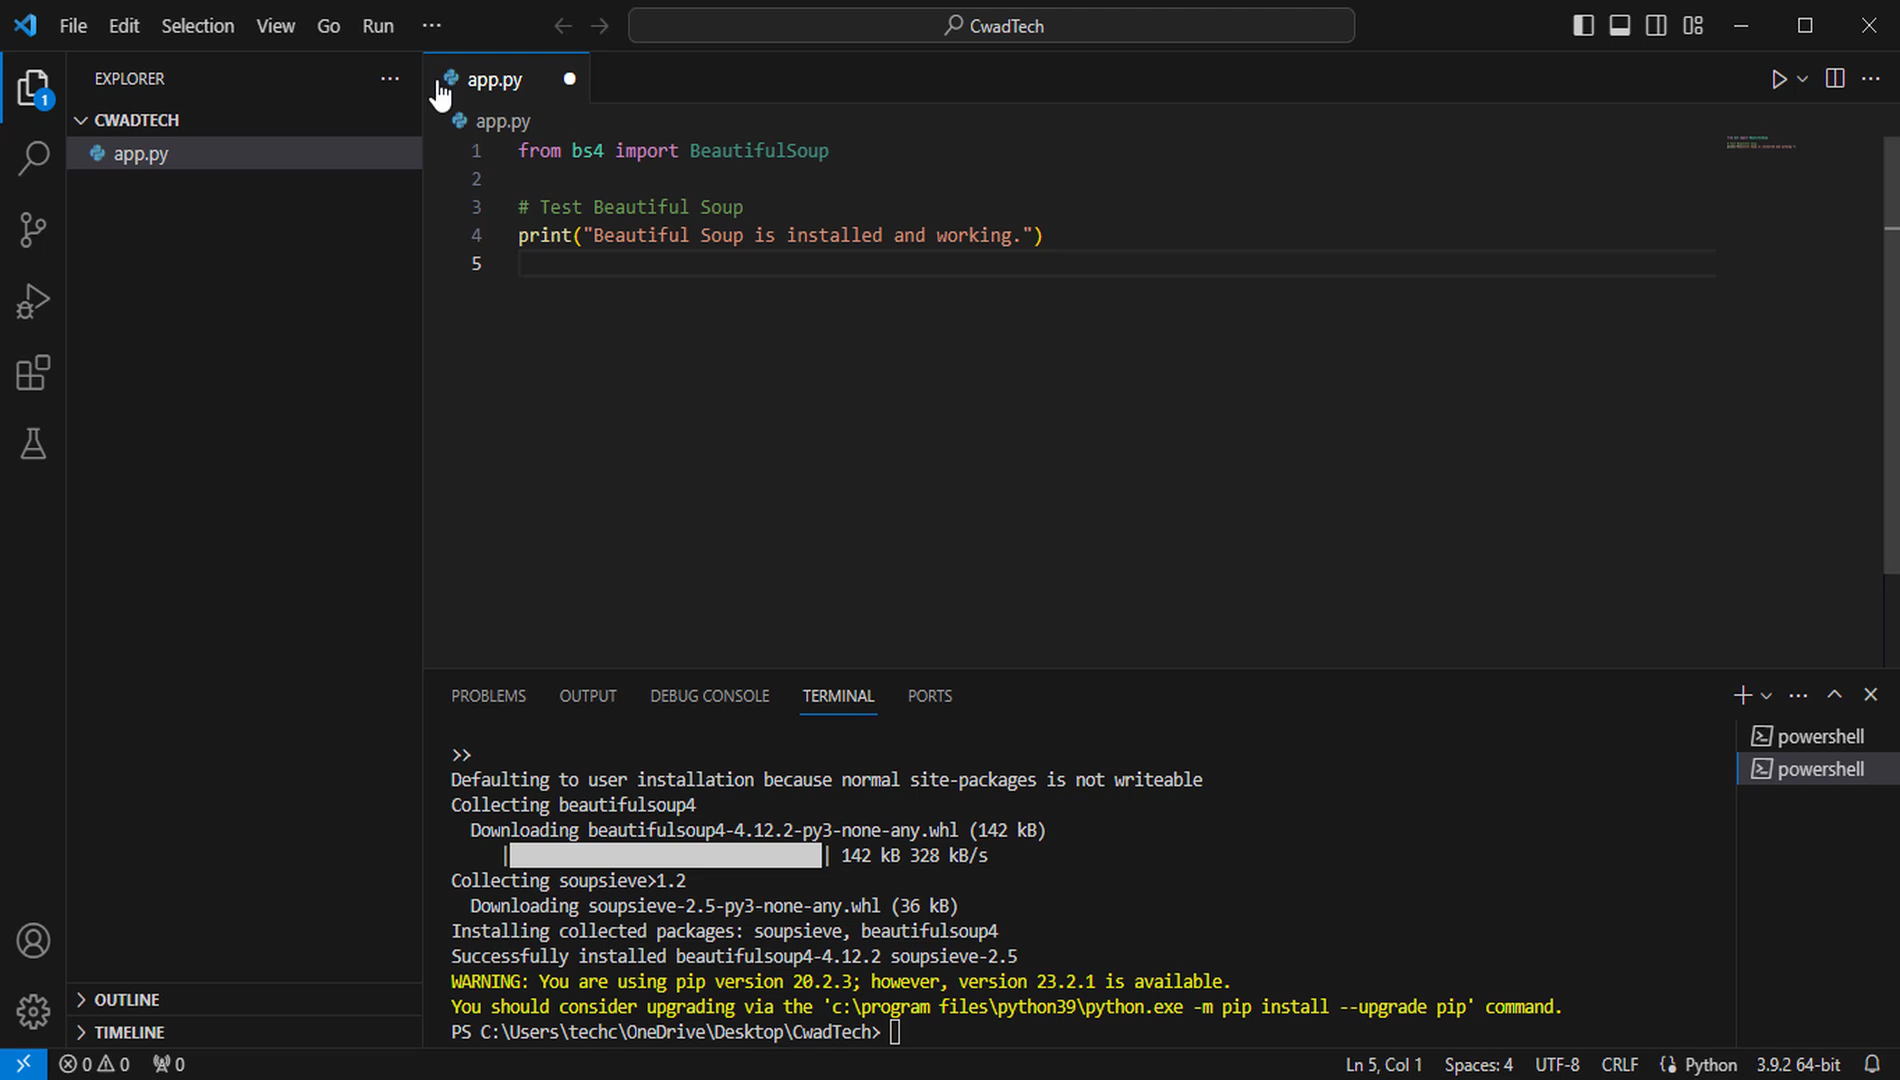 File Edit Selection View Go Run ...
CwadTech
EXPLORER
1
CWADTECH
app.py
app.py
app.py
1 from bs4 import BeautifulSoup
2
3 # Test Beautiful Soup
4 print("Beautiful Soup is installed and working.")
5
PROBLEMS OUTPUT DEBUG CONSOLE TERMINAL PORTS
powershell
powershell
>>
Defaulting to user installation because normal site-packages is not writeable
Collecting beautifulsoup4
Downloading beautifulsoup4-4.12.2-py3-none-any.whl (142 kB)
|| 142 kB 328 kB/s
Collecting soupsieve>1.2
Downloading soupsieve-2.5-py3-none-any.whl (36 kB)
Installing collected packages: soupsieve, beautifulsoup4
Successfully installed beautifulsoup4-4.12.2 soupsieve-2.5
WARNING: You are using pip version 20.2.3; however, version 23.2.1 is available.
You should consider upgrading via the 'c:\program files\python39\python.exe -m pip install --upgrade pip' command.
PS C:\Users\techc\OneDrive\Desktop\CwadTech>
OUTLINE
TIMELINE
0 0 0
Ln 5, Col 1 Spaces: 4 UTF-8 CRLF Python 3.9.2 64-bit